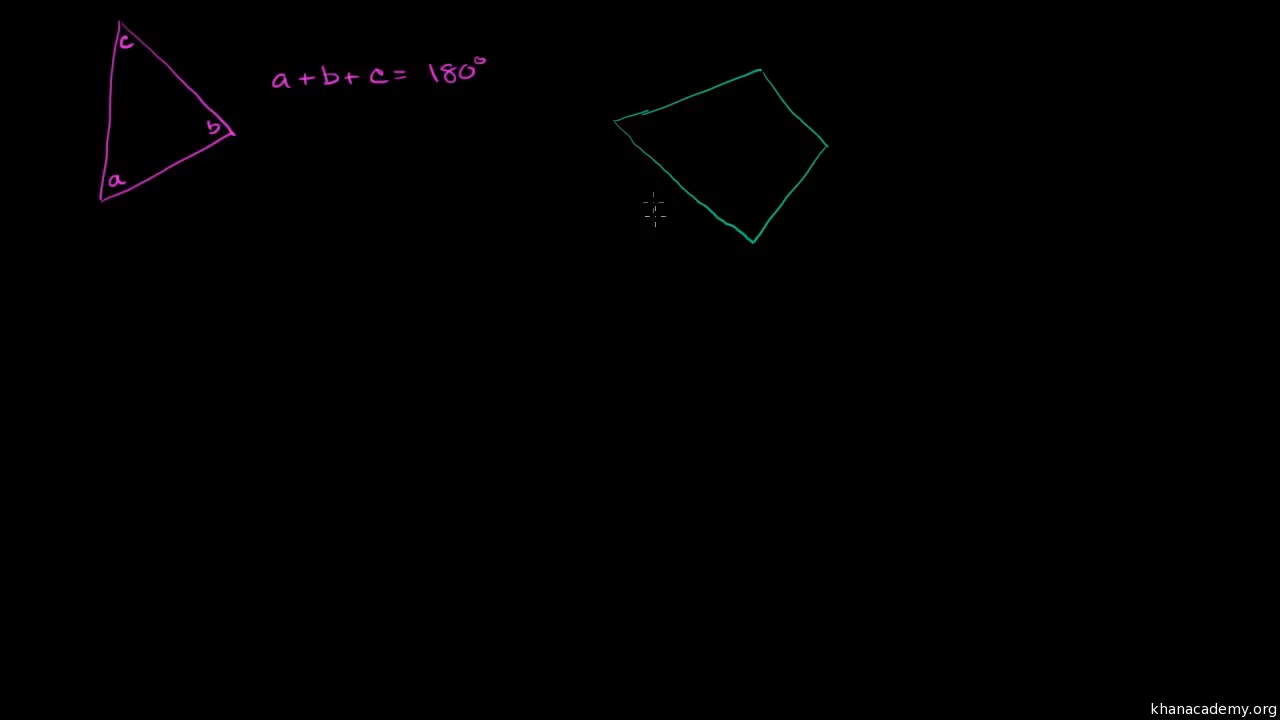 c
a + b + c = 180°
b
a
khanacademy.org